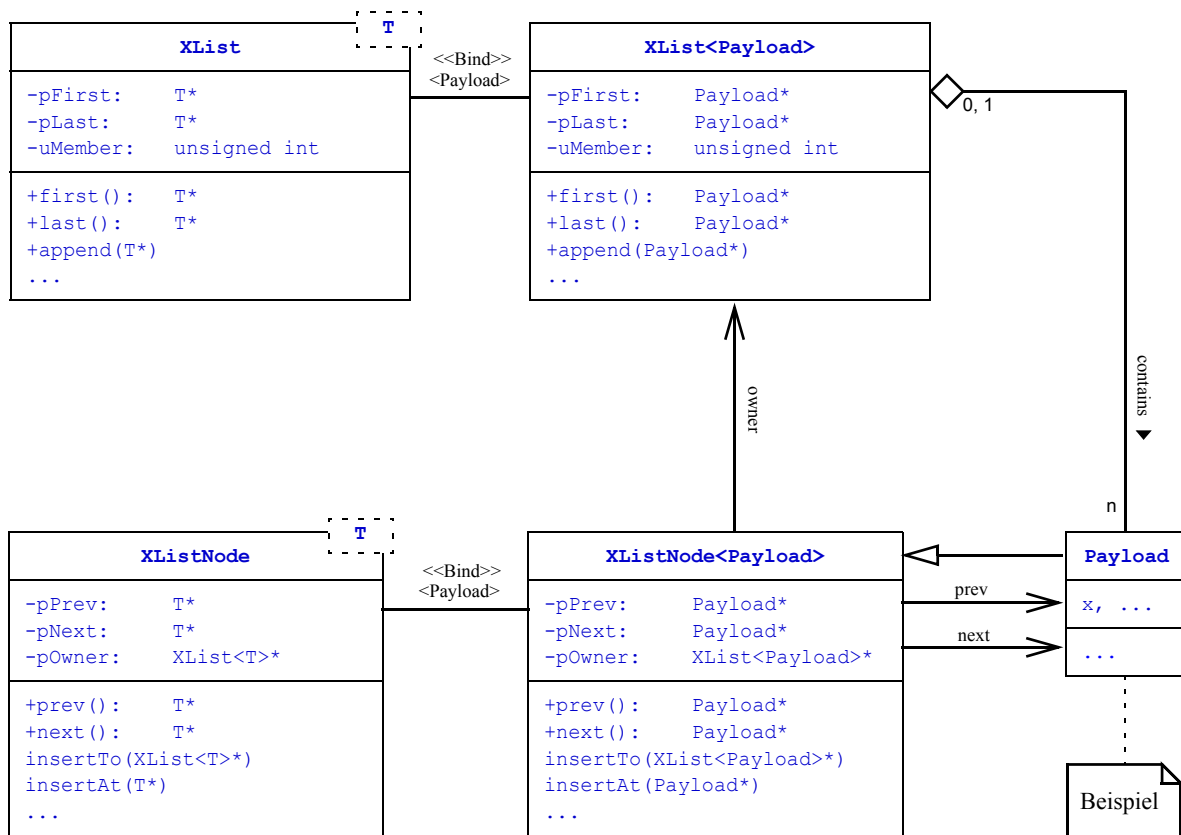 T
XList
-pFirst: T*
-pLast: T*
-uMember: unsigned int
+first(): T*
+last(): T*
+append(T*)
...
<<Bind>>
<Payload>
XList<Payload>
-pFirst: Payload*
-pLast: Payload*
-uMember: unsigned int
+first(): Payload*
+last(): Payload*
+append(Payload*)
...
0, 1
contains
n
owner
T
XListNode
-pPrev: T*
-pNext: T*
-pOwner: XList<T>*
+prev(): T*
+next(): T*
insertTo(XList<T>*)
insertAt(T*)
...
<<Bind>>
<Payload>
XListNode<Payload>
-pPrev: Payload*
-pNext: Payload*
-pOwner: XList<Payload>*
+prev(): Payload*
+next(): Payload*
insertTo(XList<Payload>*)
insertAt(Payload*)
...
prev
next
Payload
x, ...
...
Beispiel